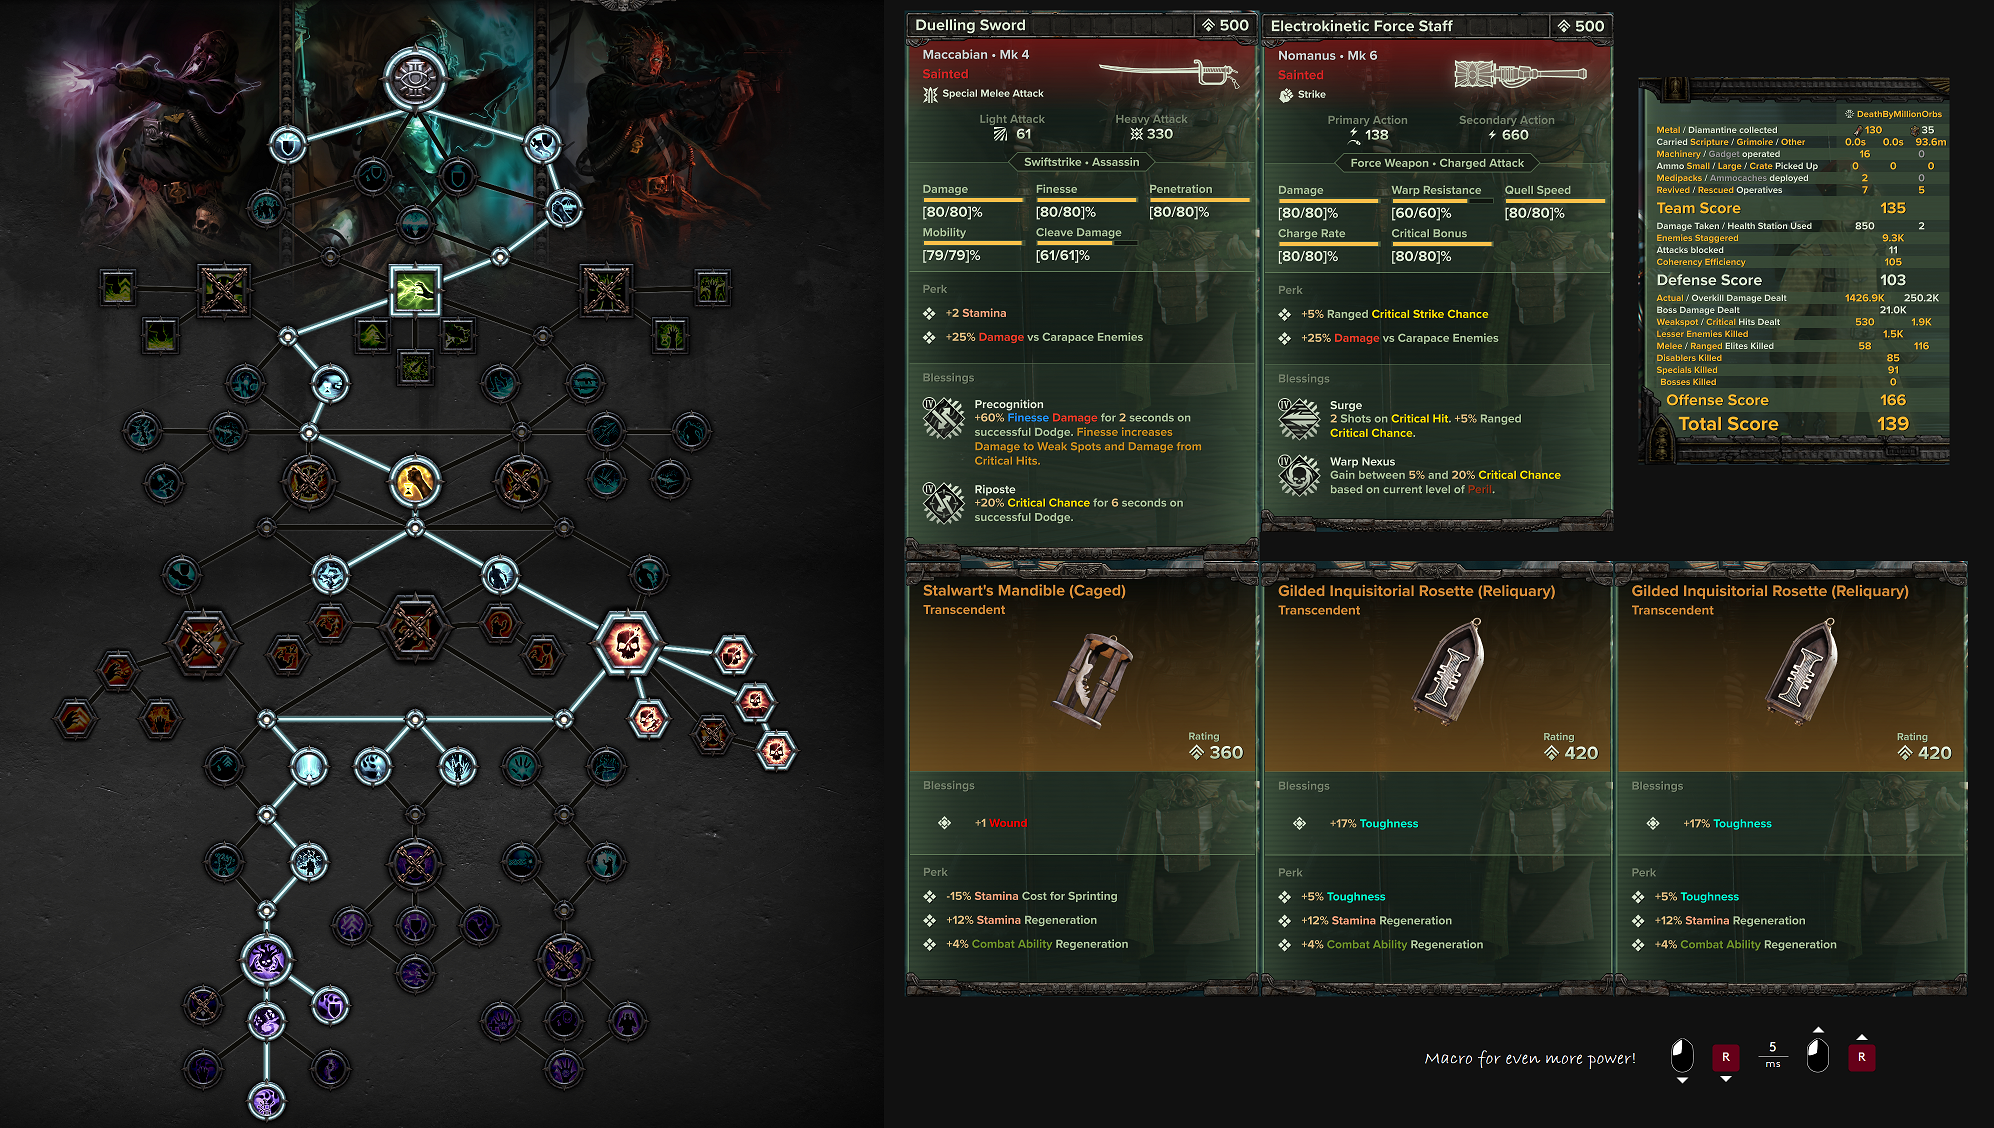 Duelling Sword
500
Maccabian • Mk 4
Sainted
Special Melee Attack
Light Attack
61
Heavy Attack
330
Swiftstrike • Assassin
Damage
[80/80]%
Finesse
[80/80]%
Penetration
[80/80]%
Mobility
[79/79]%
Cleave Damage
[61/61]%
Perk
+2 Stamina
+25% Damage vs Carapace Enemies
Blessings
IV
Precognition
+60% Finesse Damage for 2 seconds on
successful Dodge. Finesse increases
Damage to Weak Spots and Damage from
Critical Hits.
IV
Riposte
+20% Critical Chance for 6 seconds on
successful Dodge.
Electrokinetic Force Staff
500
Nomanus • Mk 6
Sainted
Strike
Primary Action
138
Secondary Action
660
Force Weapon • Charged Attack
Damage
[80/80]%
Warp Resistance
[60/60]%
Quell Speed
[80/80]%
Charge Rate
[80/80]%
Critical Bonus
[80/80]%
Perk
+5% Ranged Critical Strike Chance
+25% Damage vs Carapace Enemies
Blessings
IV
Surge
2 Shots on Critical Hit. +5% Ranged
Critical Chance.
IV
Warp Nexus
Gain between 5% and 20% Critical Chance
based on current level of Peril.
DeathByMillionOrbs
Metal / Diamantine collected 130 35
Carried Scripture / Grimoire / Other 0.0s 0.0s 93.6m
Machinery / Gadget operated 16 0
Ammo Small / Large / Crate Picked Up 0 0 0
Medipacks / Ammocaches deployed 2 0
Revived / Rescued Operatives 7 5
Team Score 135
Damage Taken / Health Station Used 850 2
Enemies Staggered 9.3K
Attacks blocked 11
Coherency Efficiency 105
Defense Score 103
Actual / Overkill Damage Dealt 1426.9K 250.2K
Boss Damage Dealt 21.0K
Weakspot / Critical Hits Dealt 530 1.9K
Lesser Enemies Killed 1.5K
Melee / Ranged Elites Killed 58 116
Disablers Killed 85
Specials Killed 91
Bosses Killed 0
Offense Score 166
Total Score 139
Stalwart's Mandible (Caged)
Transcendent
Rating
360
Blessings
+1 Wound
Perk
-15% Stamina Cost for Sprinting
+12% Stamina Regeneration
+4% Combat Ability Regeneration
Gilded Inquisitorial Rosette (Reliquary)
Transcendent
Rating
420
Blessings
+17% Toughness
Perk
+5% Toughness
+12% Stamina Regeneration
+4% Combat Ability Regeneration
Gilded Inquisitorial Rosette (Reliquary)
Transcendent
Rating
420
Blessings
+17% Toughness
Perk
+5% Toughness
+12% Stamina Regeneration
+4% Combat Ability Regeneration
Macro for even more power!
R
5
ms
R